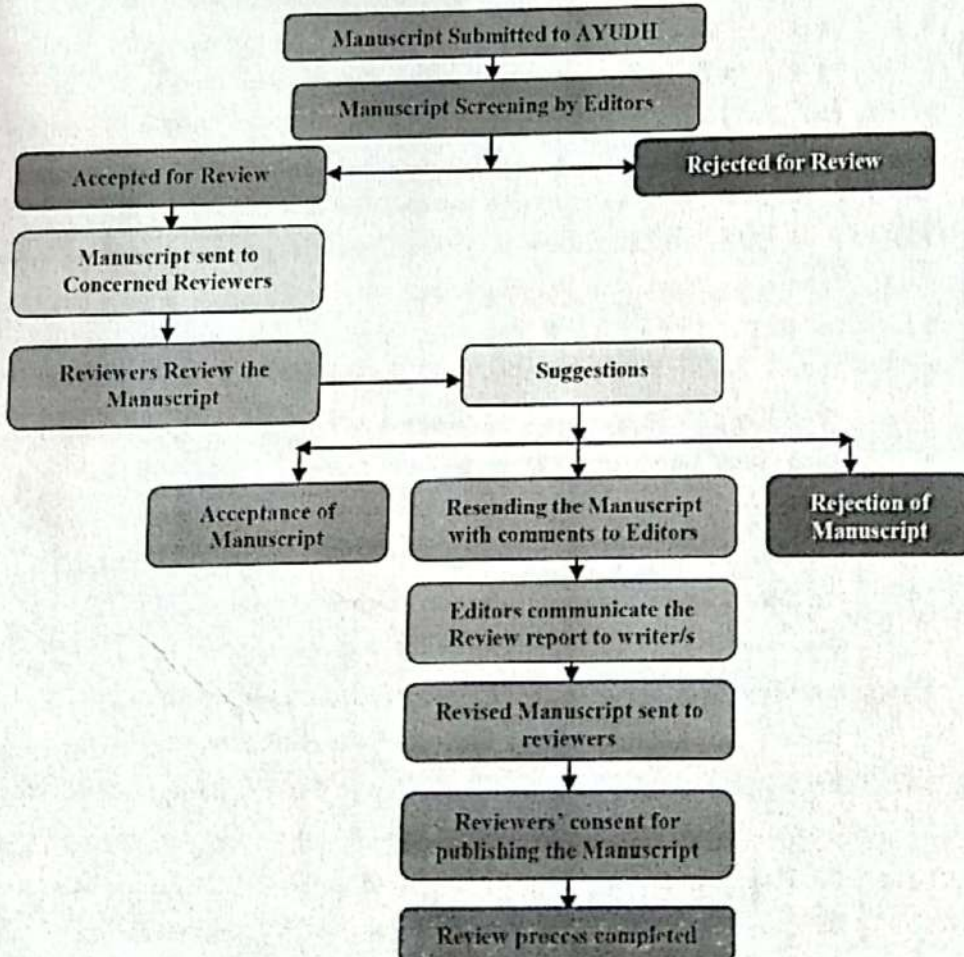 Manuscript Submitted to AYUDH
Manuscript Screening by Editors
Accepted for Review
Rejected for Review
Manuscript sent to
Concerned Reviewers
Reviewers Review the
Manuscript
Suggestions
Acceptance of
Manuscript
Resending the Manuscript
with comments to Editors
Rejection of
Manuscript
Editors communicate the
Review report to writer/s
Revised Manuscript sent to
reviewers
Reviewers' consent for
publishing the Manuscript
Review process completed